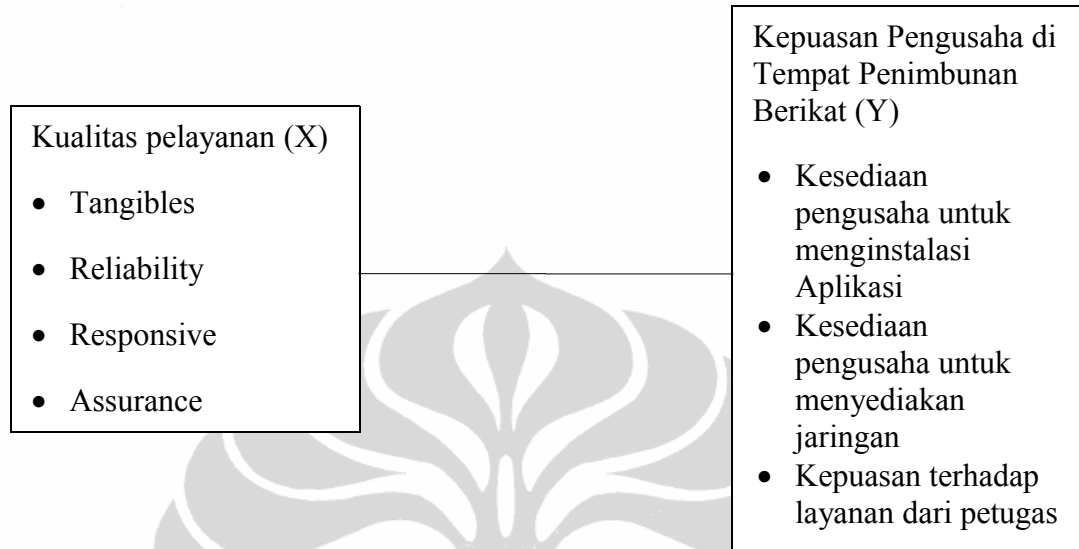 Kualitas pelayanan (X)
• Tangibles
• Reliability
• Responsive
• Assurance
Kepuasan Pengusaha di
Tempat Penimbunan
Berikat (Y)
• Kesediaan
pengusaha untuk
menginstalasi
Aplikasi
• Kesediaan
pengusaha untuk
menyediakan
jaringan
• Kepuasan terhadap
layanan dari petugas